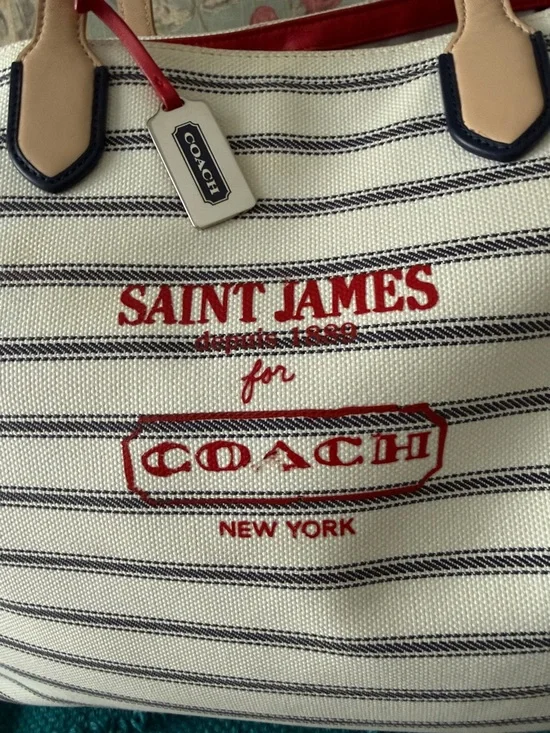 COACH
SAINT JAMES
depuis 1889
for
COACH
NEW YORK